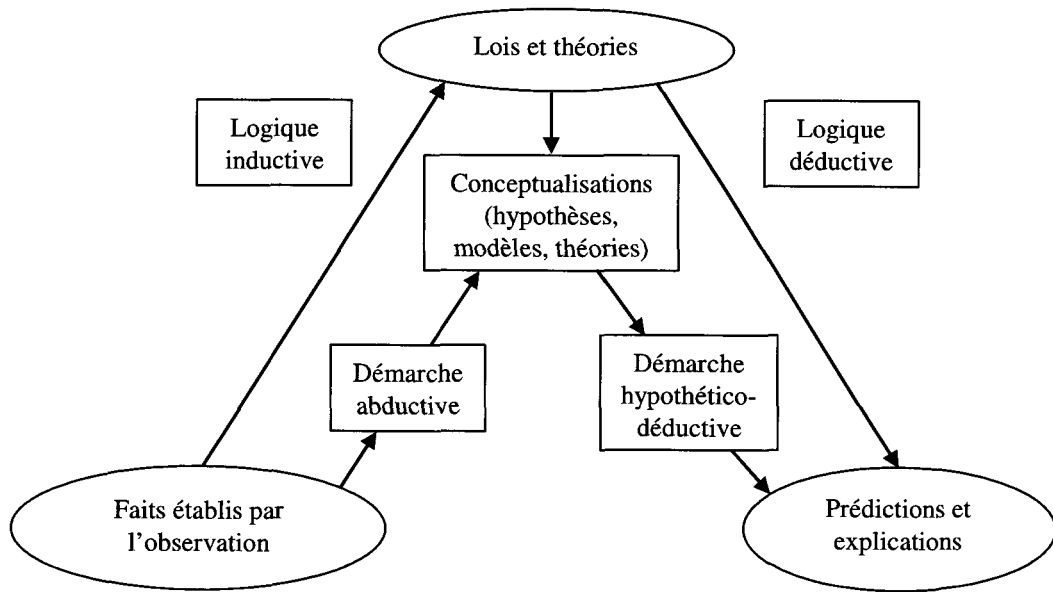 Lois et théories
Logique
inductive
Logique
déductive
Conceptualisations
(hypothèses,
modèles, théories)
Démarche
abductive
Démarche
hypothético-
déductive
Faits établis par
l'observation
Prédictions et
explications